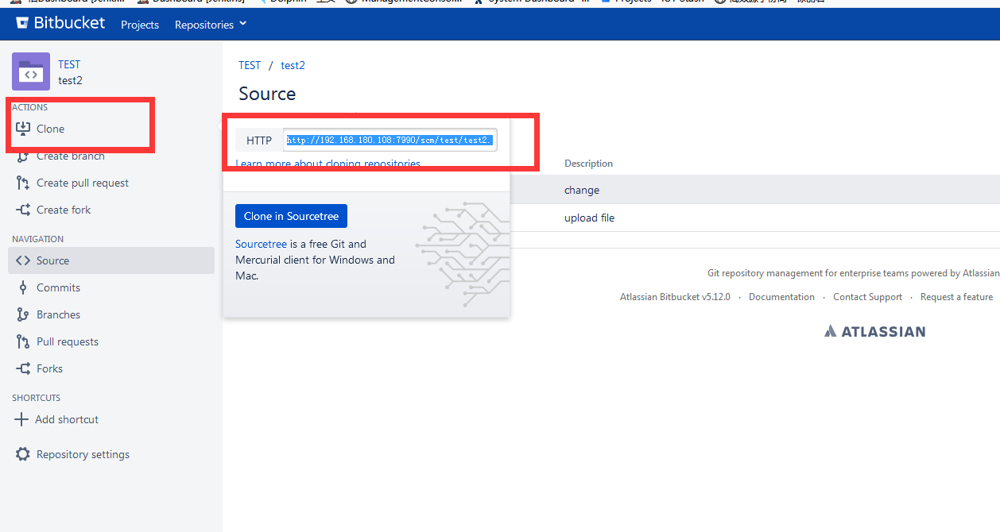 Bitbucket Projects Repositories
TEST
test2
ACTIONS
Clone
Create branch
Create pull request
Create fork
NAVIGATION
Source
Commits
Branches
Pull requests
Forks
SHORTCUTS
Add shortcut
Repository settings
TEST / test2
Source
HTTP http://192.168.180.108:7990/scm/test/test2.
Learn more about cloning repositories
Clone in Sourcetree
Sourcetree is a free Git and
Mercurial client for Windows and
Mac.
Description
change
upload file
Git repository management for enterprise teams powered by Atlassian
Atlassian Bitbucket v5.12.0 · Documentation · Contact Support · Request a feature
ATLASSIAN